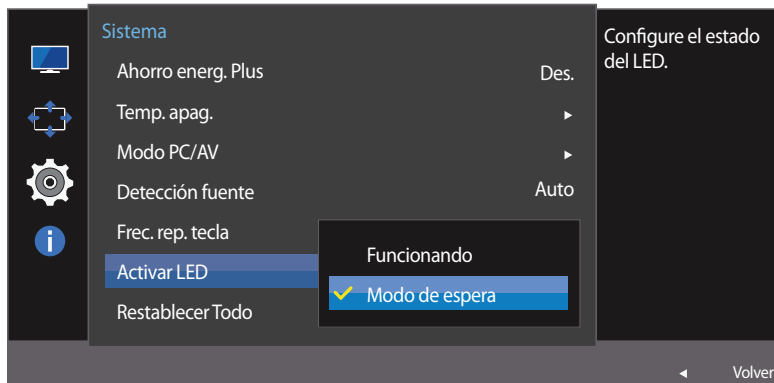 Sistema
Ahorro energ. Plus Des.
Temp. apag.
Modo PC/AV
Detección fuente Auto
Frec. rep. tecla
Activar LED
Restablecer Todo
Funcionando
Modo de espera
Configure el estado
del LED.
Volver